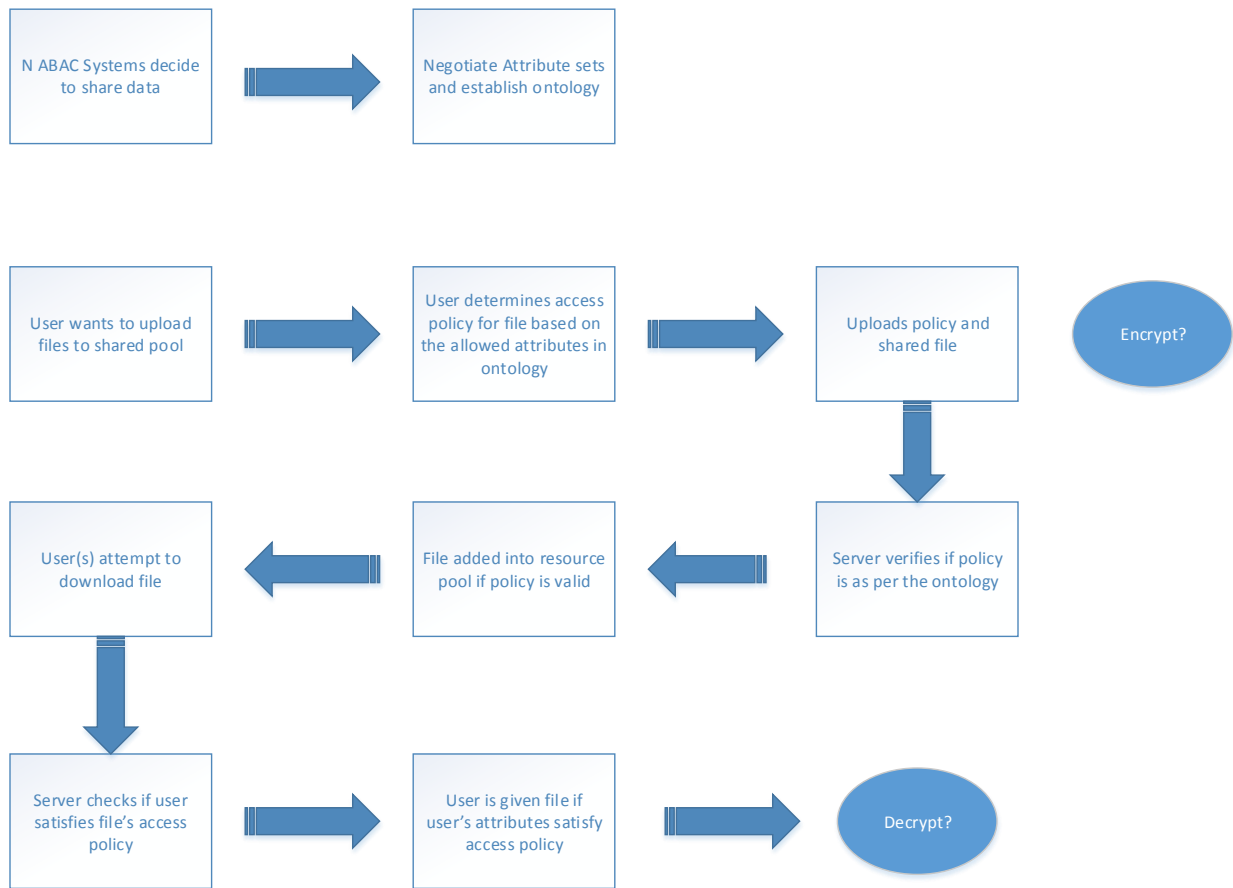 N ABAC Systems decide
to share data
Negotiate Attribute sets
and establish ontology
User wants to upload
files to shared pool
User determines access
policy for file based on
the allowed attributes in
ontology
Uploads policy and
shared file
Encrypt?
User(s) attempt to
download file
File added into resource
pool if policy is valid
Server verifies if policy
is as per the ontology
Server checks if user
satisfies file’s access
policy
User is given file if
user’s attributes satisfy
access policy
Decrypt?